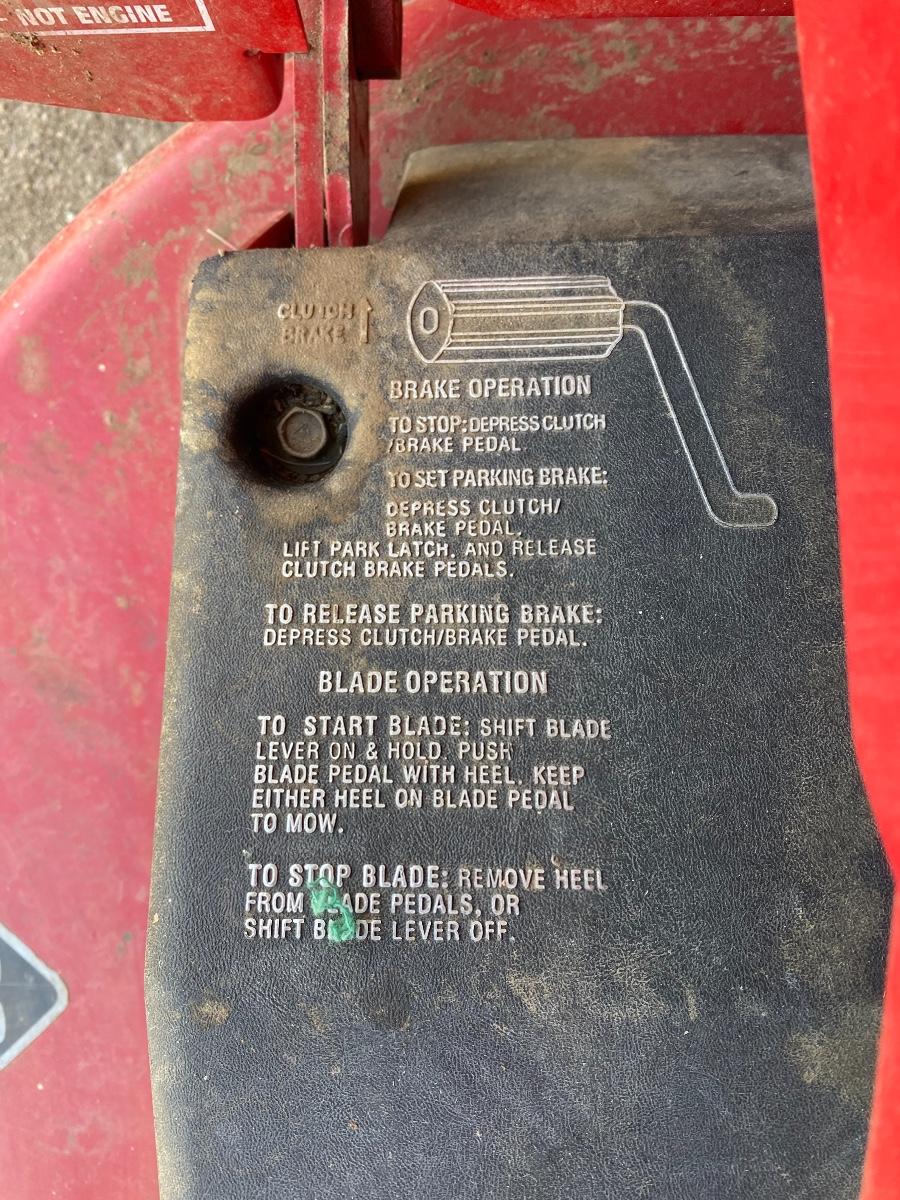 NOT ENGINE
CLUTCH
BRAKE
BRAKE OPERATION
TO STOP: DEPRESS CLUTCH
/BRAKE PEDAL
TO SET PARKING BRAKE:
DEPRESS CLUTCH/
BRAKE PEDAL,
LIFT PARK LATCH, AND RELEASE
CLUTCH BRAKE PEDALS.
TO RELEASE PARKING BRAKE:
DEPRESS CLUTCH/BRAKE PEDAL.
BLADE OPERATION
TO START BLADE: SHIFT BLADE
LEVER ON & HOLD. PUSH
BLADE PEDAL WITH HEEL. KEEP
EITHER HEEL ON BLADE PEDAL
TO MOW.
TO STOP BLADE: REMOVE HEEL
FROM BLADE PEDALS, OR
SHIFT BLADE LEVER OFF.